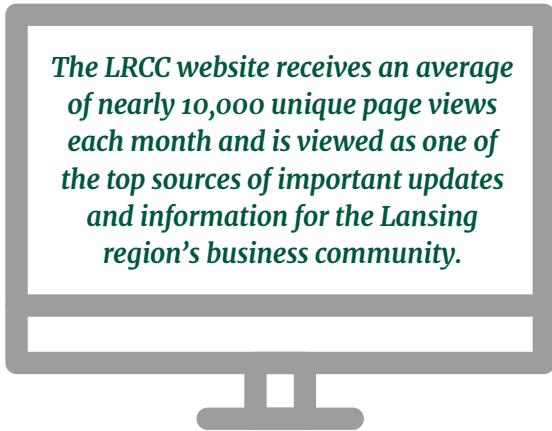 The LRCC website receives an average
of nearly 10,000 unique page views
each month and is viewed as one of
the top sources of important updates
and information for the Lansing
region’s business community.